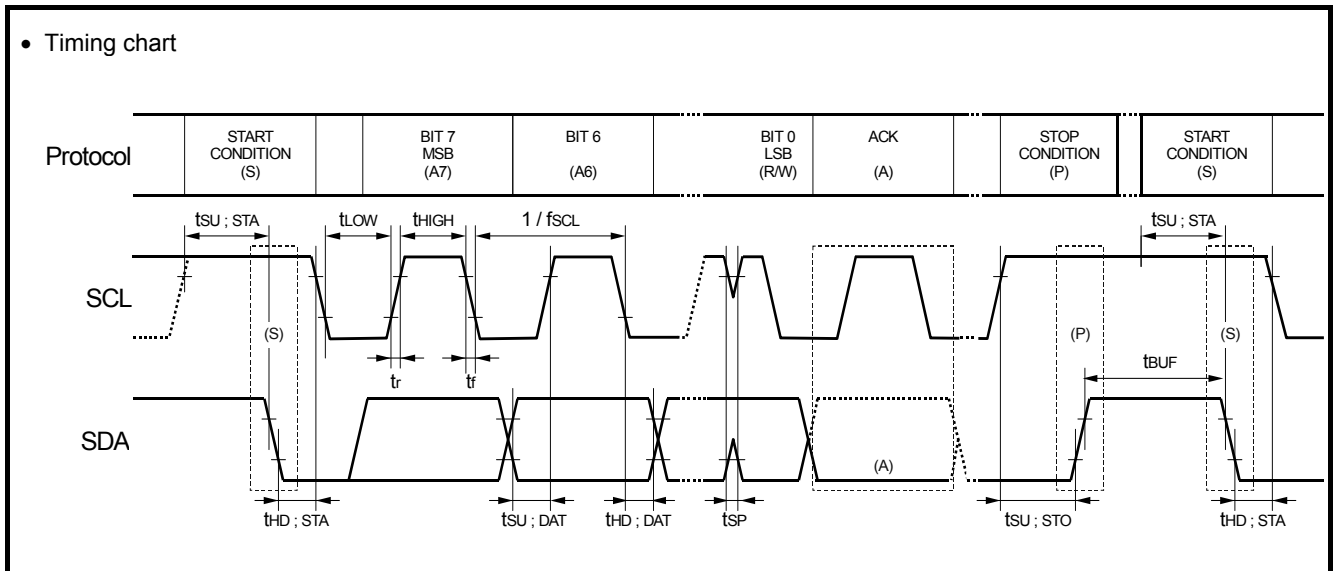 • Timing chart
Protocol
START CONDITION (S)
BIT 7 MSB (A7)
BIT 6 (A6)
BIT 0 LSB (R/W)
ACK (A)
STOP CONDITION (P)
START CONDITION (S)
tSU ; STA
tLOW
tHIGH
1 / fSCL
tSU ; STA
SCL
(S)
(P)
(S)
tr
tf
tBUF
SDA
(A)
tHD ; STA
tSU ; DAT
tHD ; DAT
tSP
tSU ; STO
tHD ; STA